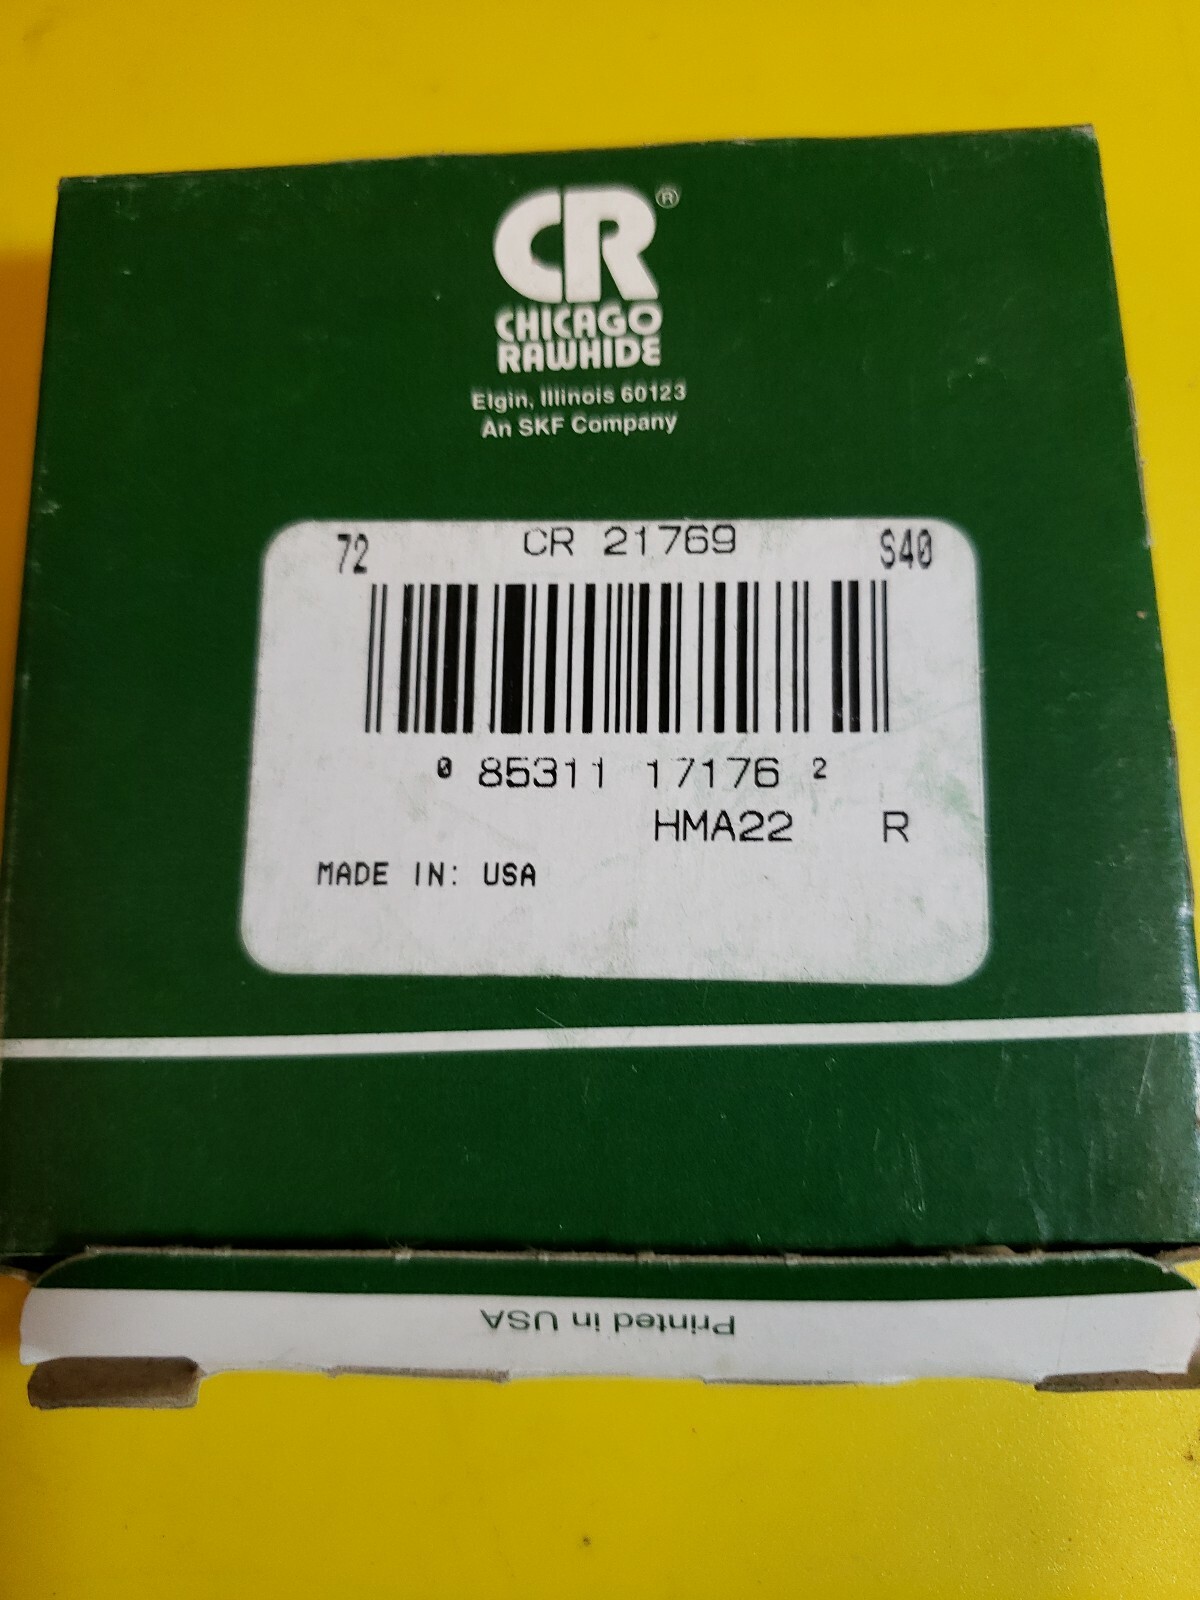 CR®
CHICAGO
RAWHIDE
Elgin, Illinois 60123
An SKF Company
72 CR 21769 S40
0 85311 17176 2
HMA22 R
MADE IN: USA
Printed in USA